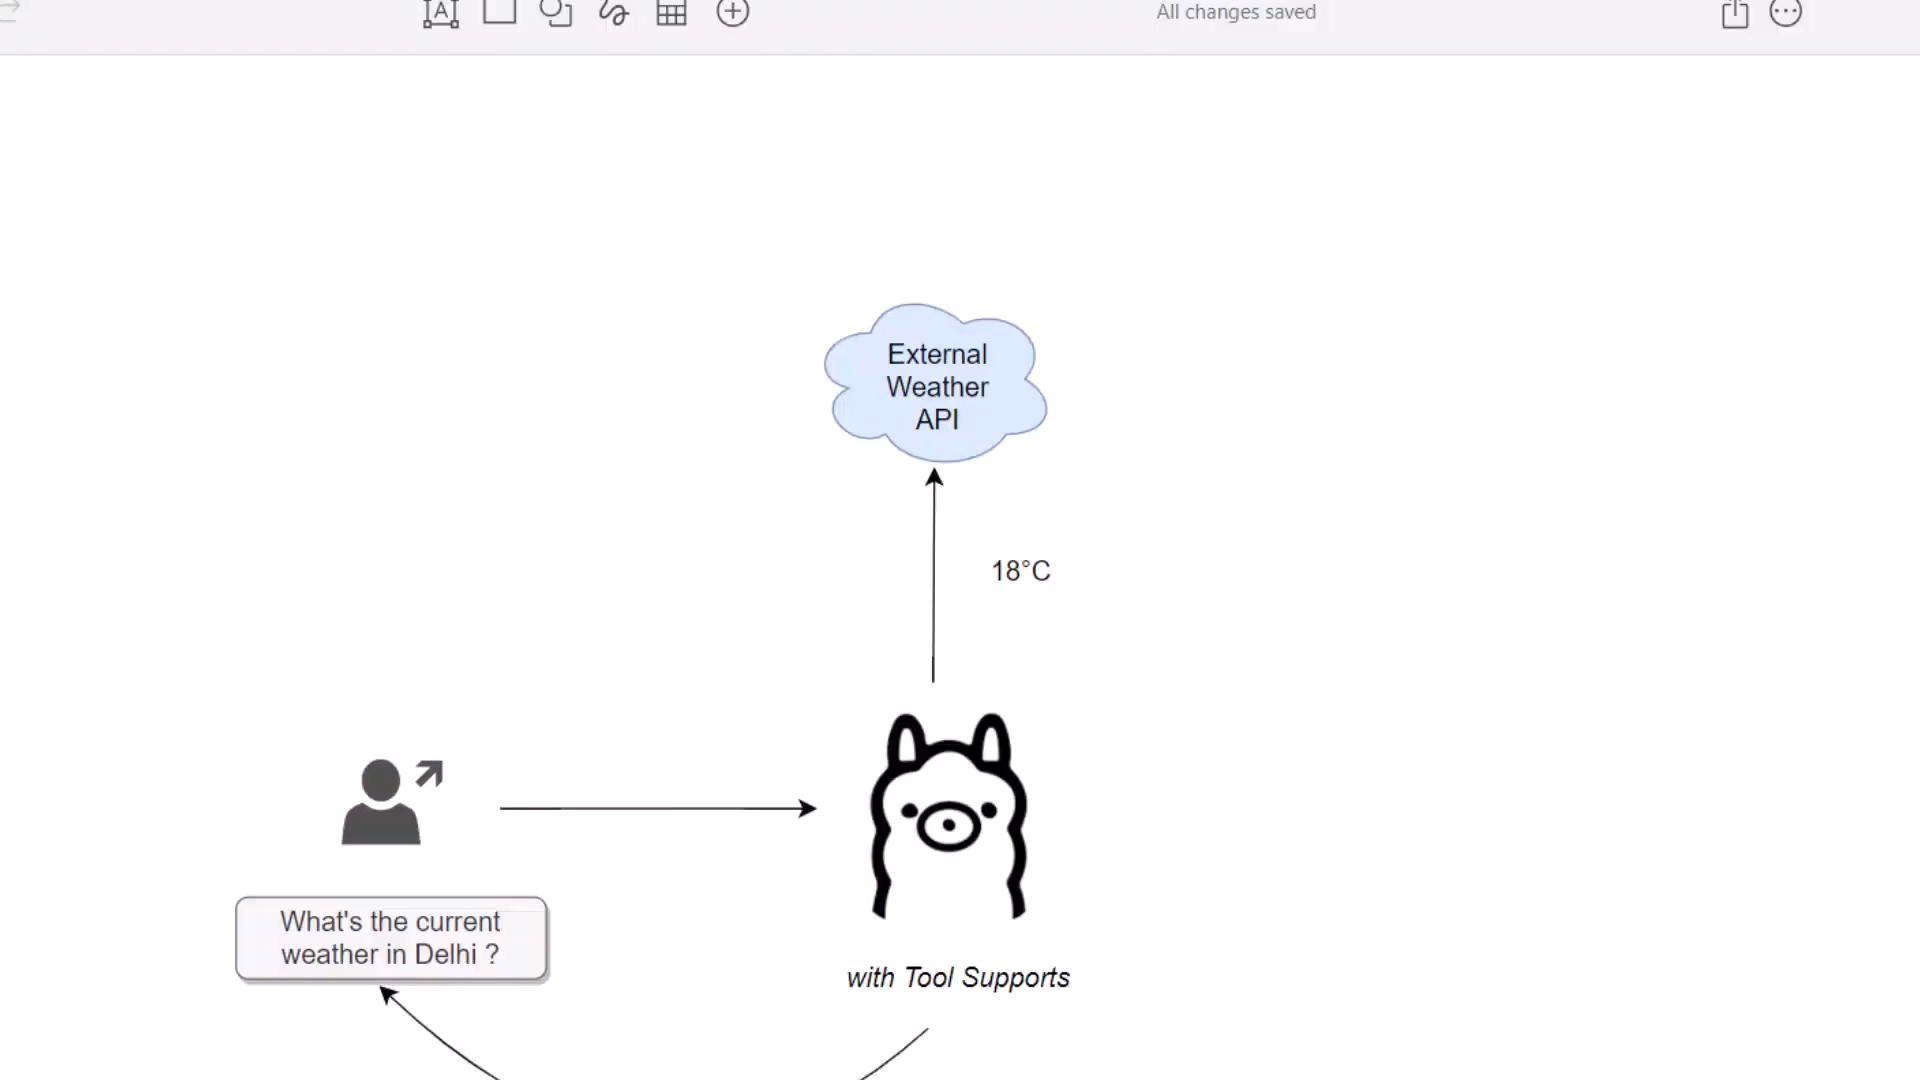 All changes saved
External
Weather
API
18°C
What's the current
weather in Delhi ?
with Tool Supports